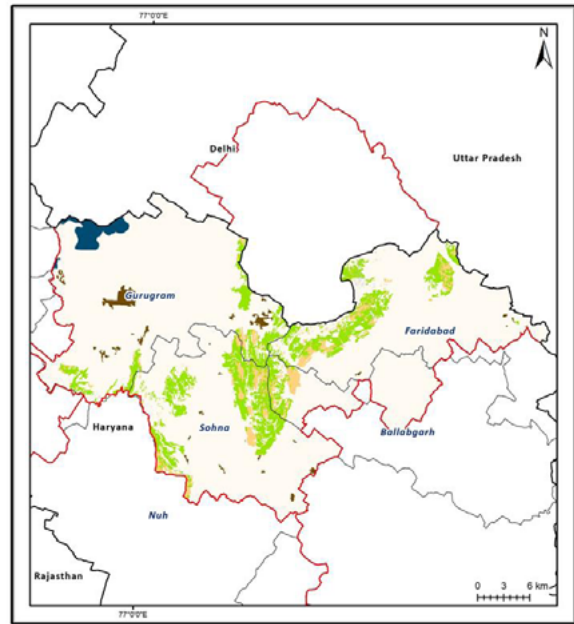 77°0'0"E
N
Delhi
Uttar Pradesh
Gurugram
Faridabad
Haryana
Sohna
Ballabgarh
Nuh
Rajasthan
0 3 6 km
77°0'0"E